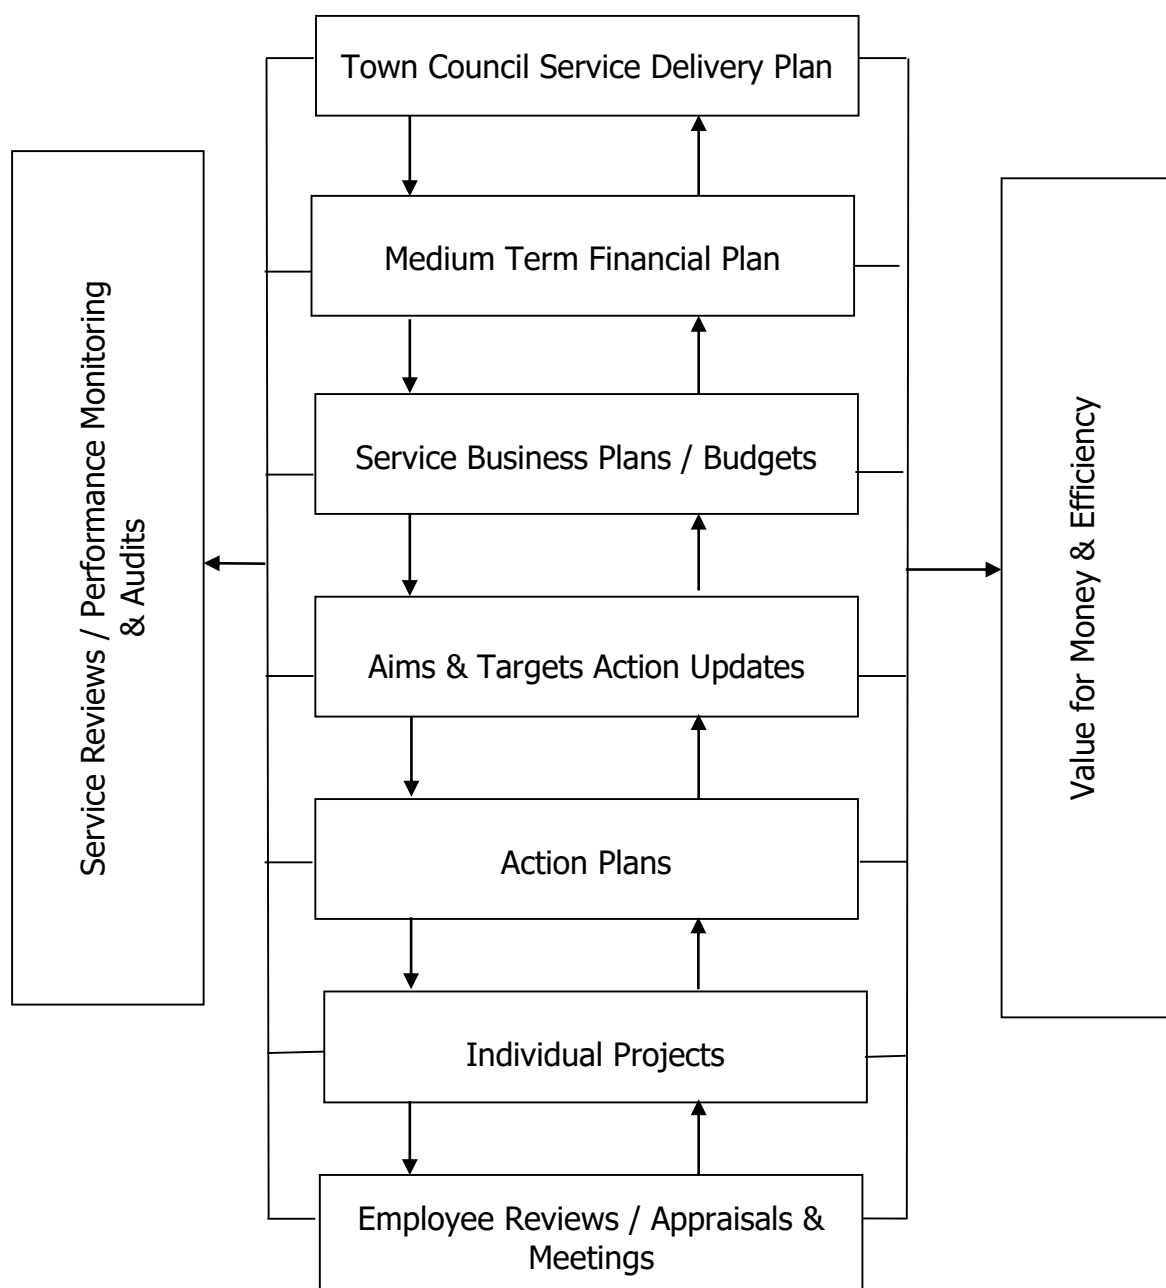 Town Council Service Delivery Plan
Medium Term Financial Plan
Service Business Plans / Budgets
Aims & Targets Action Updates
Action Plans
Individual Projects
Employee Reviews / Appraisals &
Meetings
Service Reviews / Performance Monitoring
& Audits
Value for Money & Efficiency